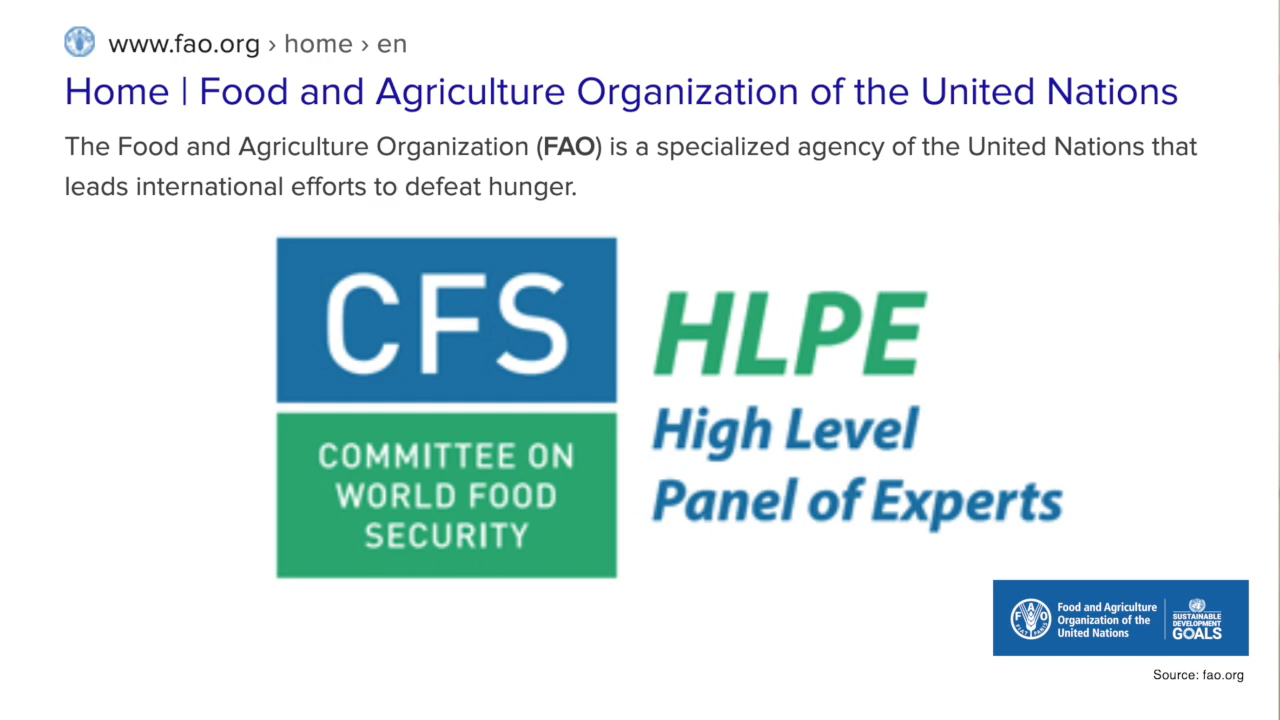 www.fao.org › home › en
Home | Food and Agriculture Organization of the United Nations
The Food and Agriculture Organization (FAO) is a specialized agency of the United Nations that
leads international efforts to defeat hunger.
CFS
COMMITTEE ON
WORLD FOOD
SECURITY
HLPE
High Level
Panel of Experts
FAO
FIAT PANIS
Food and Agriculture
Organization of the
United Nations
SUSTAINABLE
DEVELOPMENT
GOALS
Source: fao.org